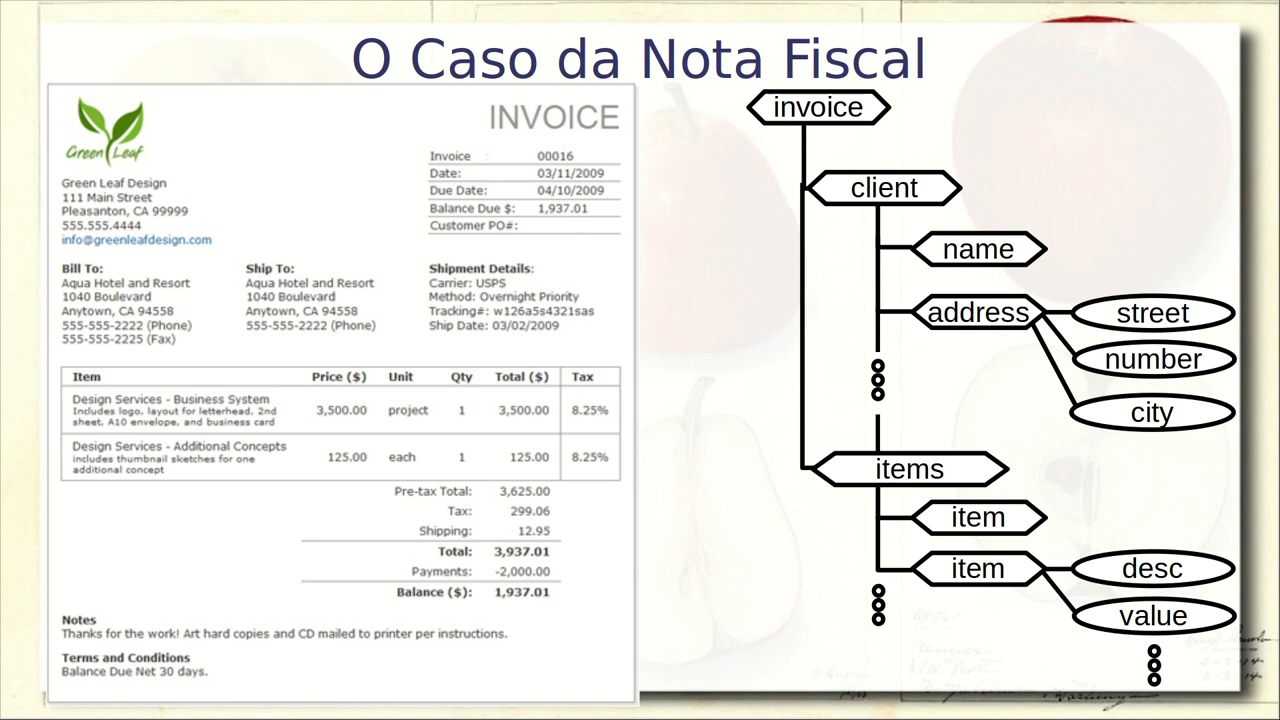 O Caso da Nota Fiscal
Green Leaf
INVOICE
Invoice : 00016
Date: 03/11/2009
Due Date: 04/10/2009
Balance Due $: 1,937.01
Customer PO#:
Green Leaf Design
111 Main Street
Pleasanton, CA 99999
555.555.4444
info@greenleafdesign.com
Bill To:
Aqua Hotel and Resort
1040 Boulevard
Anytown, CA 94558
555-555-2222 (Phone)
555-555-2225 (Fax)
Ship To:
Aqua Hotel and Resort
1040 Boulevard
Anytown, CA 94558
555-555-2222 (Phone)
Shipment Details:
Carrier: USPS
Method: Overnight Priority
Tracking#: w126a5s4321sas
Ship Date: 03/02/2009
Item Price ($) Unit Qty Total ($) Tax
Design Services - Business System
Includes logo, layout for letterhead, 2nd
sheet, A10 envelope, and business card
3,500.00 project 1 3,500.00 8.25%
Design Services - Additional Concepts
includes thumbnail sketches for one
additional concept
125.00 each 1 125.00 8.25%
Pre-tax Total: 3,625.00
Tax: 299.06
Shipping: 12.95
Total: 3,937.01
Payments: -2,000.00
Balance ($): 1,937.01
Notes
Thanks for the work! Art hard copies and CD mailed to printer per instructions.
Terms and Conditions
Balance Due Net 30 days.
invoice
client
name
address
street
number
city
items
item
item
desc
value